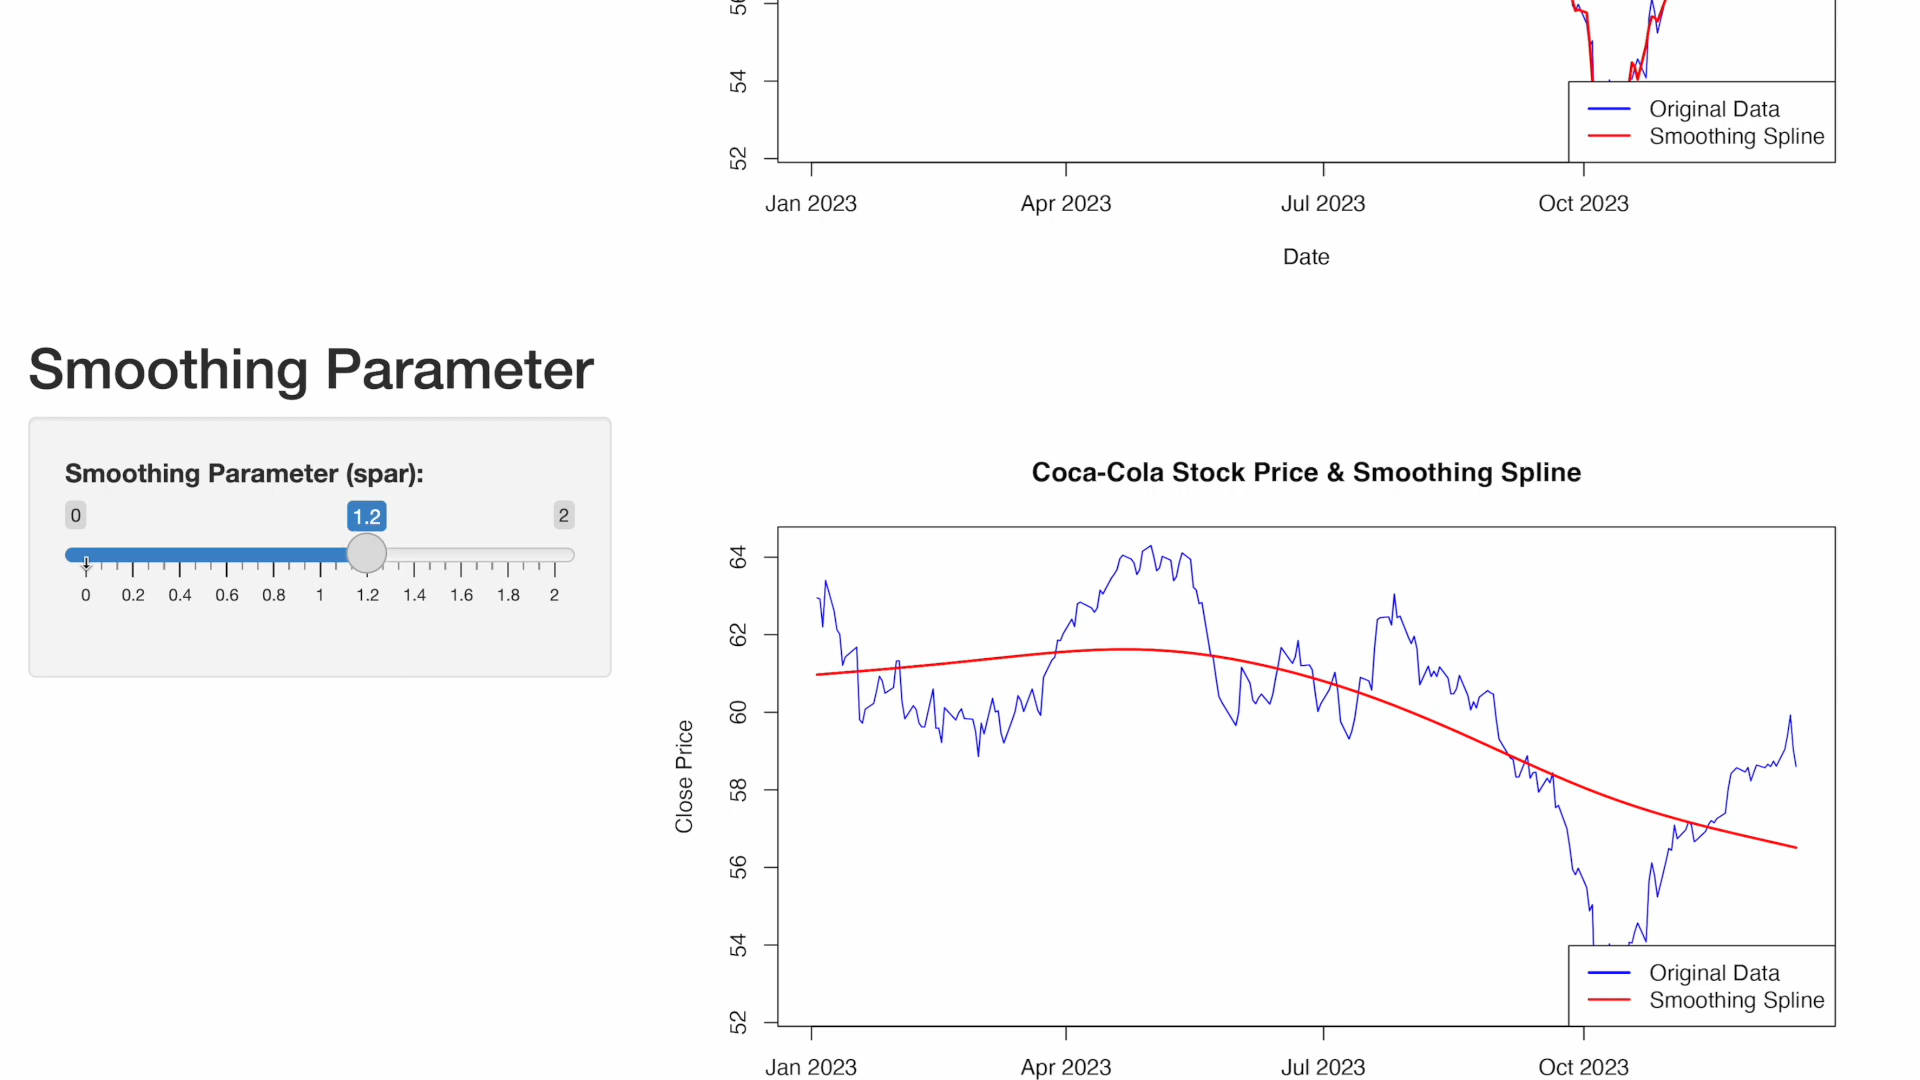 56
54
52
Original Data
Smoothing Spline
Jan 2023 Apr 2023 Jul 2023 Oct 2023
Date
Smoothing Parameter
Smoothing Parameter (spar):
0 1.2 2
0 0.2 0.4 0.6 0.8 1 1.2 1.4 1.6 1.8 2
Coca-Cola Stock Price & Smoothing Spline
Close Price
64
62
60
58
56
54
52
Original Data
Smoothing Spline
Jan 2023 Apr 2023 Jul 2023 Oct 2023